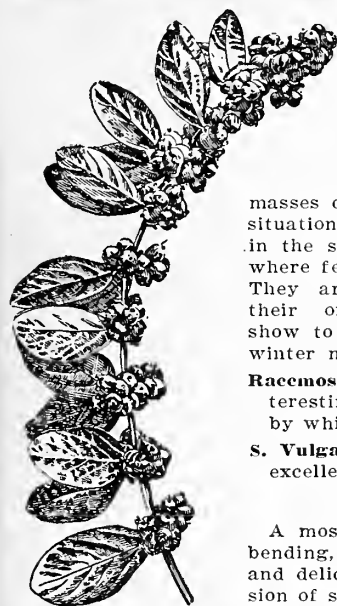 masses o
situation
.in the s
where fe
They ar
their o
show to
winter n
Racemos
terestin
by whi
S. Vulga
excelle
A mos
bending,
and delic
sion of s